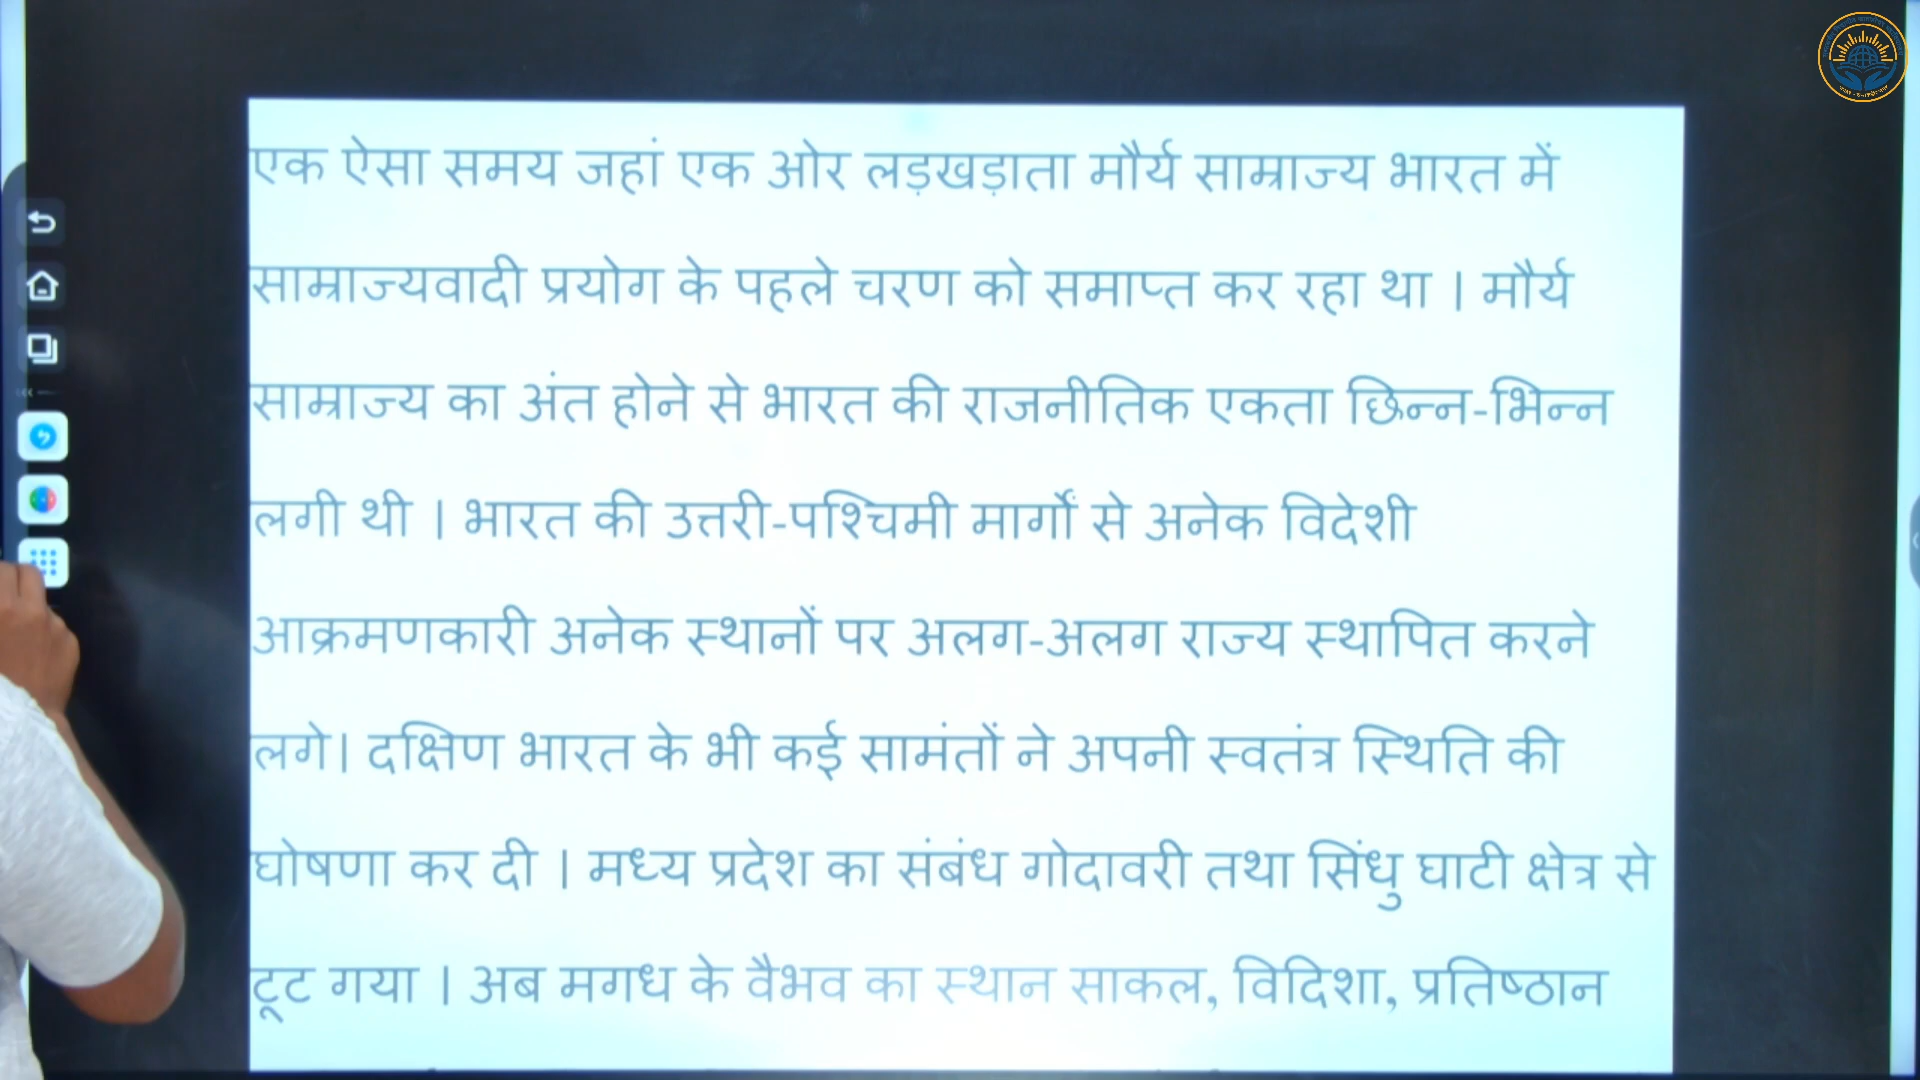 एक ऐसा समय जहां एक ओर लड़खड़ाता मौर्य साम्राज्य भारत में
साम्राज्यवादी प्रयोग के पहले चरण को समाप्त कर रहा था । मौर्य
साम्राज्य का अंत होने से भारत की राजनीतिक एकता छिन्न-भिन्न
लगी थी । भारत की उत्तरी-पश्चिमी मार्गों से अनेक विदेशी
आक्रमणकारी अनेक स्थानों पर अलग-अलग राज्य स्थापित करने
लगे। दक्षिण भारत के भी कई सामंतों ने अपनी स्वतंत्र स्थिति की
घोषणा कर दी । मध्य प्रदेश का संबंध गोदावरी तथा सिंधु घाटी क्षेत्र से
टूट गया । अब मगध के वैभव का स्थान साकल, विदिशा, प्रतिष्ठान